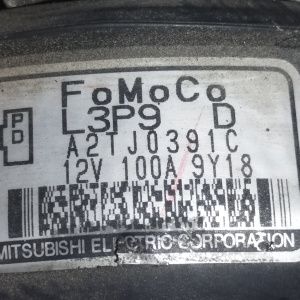 FoMoCo
L3P9 D
PD
A2TJ0391C
12V 100A 9Y18
MITSUBISHI ELECTRIC CORPORATION